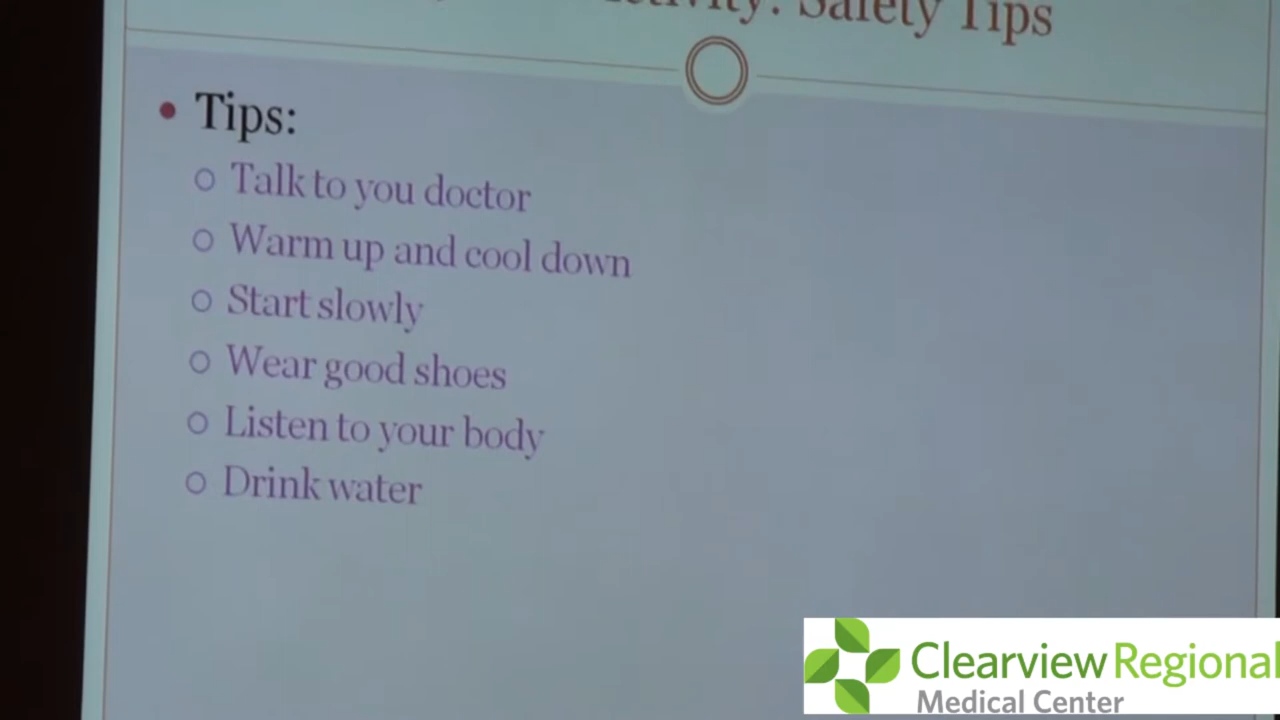 Safety Tips
Tips:
Talk to you doctor
Warm up and cool down
Start slowly
Wear good shoes
Listen to your body
Drink water
Clearview Regional
Medical Center